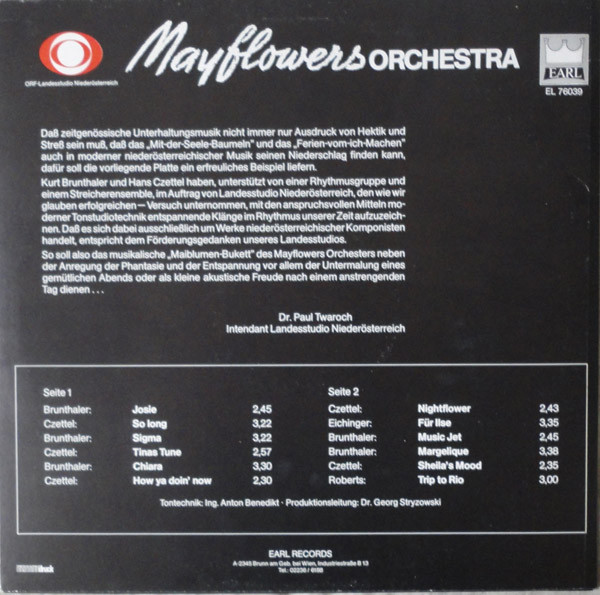 ORF-Landesstudio Niederösterreich
Mayflowers ORCHESTRA
EARL
EL 76039
Daß zeitgenössische Unterhaltungsmusik nicht immer nur Ausdruck von Hektik und
Streß sein muß, daß das „Mit-der-Seele-Baumeln" und das „Ferien-vom-ich-Machen"
auch in moderner niederösterreichischer Musik seinen Niederschlag finden kann,
dafür soll die vorliegende Platte ein erfreuliches Beispiel liefern.
Kurt Brunthaler und Hans Czettel haben, unterstützt von einer Rhythmusgruppe und
einem Streicherensemble, im Auftrag von Landesstudio Niederösterreich, den wie wir
glauben erfolgreichen – Versuch unternommen, mit den anspruchsvollen Mitteln mo-
derner Tonstudiotechnik entspannende Klänge im Rhythmus unserer Zeit aufzuzeich-
nen. Daß es sich dabei ausschließlich um Werke niederösterreichischer Komponisten
handelt, entspricht dem Förderungsgedanken unseres Landesstudios.
So soll also das musikalische „Maiblumen-Bukett" des Mayflowers Orchesters neben
der Anregung der Phantasie und der Entspannung vor allem der Untermalung eines
gemütlichen Abends oder als kleine akustische Freude nach einem anstrengenden
Tag dienen . . .
Dr. Paul Twaroch
Intendant Landesstudio Niederösterreich
Seite 1
Brunthaler: Josie 2,45
Czettel: So long 3,22
Brunthaler: Sigma 3,22
Czettel: Tinas Tune 2,57
Brunthaler: Chiara 3,30
Czettel: How ya doin' now 2,30
Seite 2
Czettel: Nightflower 2,43
Eichinger: Für Ilse 3,35
Brunthaler: Music Jet 2,45
Brunthaler: Margelique 3,38
Czettel: Sheila's Mood 2,35
Roberts: Trip to Rio 3,00
Tontechnik: Ing. Anton Benedikt · Produktionsleitung: Dr. Georg Stryzowski
EARL RECORDS
A-2345 Brunn am Geb. bei Wien, Industriestraße B 13
Tel.: 02236 / 6188
druck